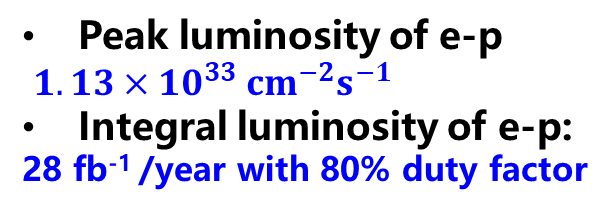 • Peak luminosity of e-p
1.13 × 10³³ cm⁻²s⁻¹
• Integral luminosity of e-p:
28 fb⁻¹ /year with 80% duty factor